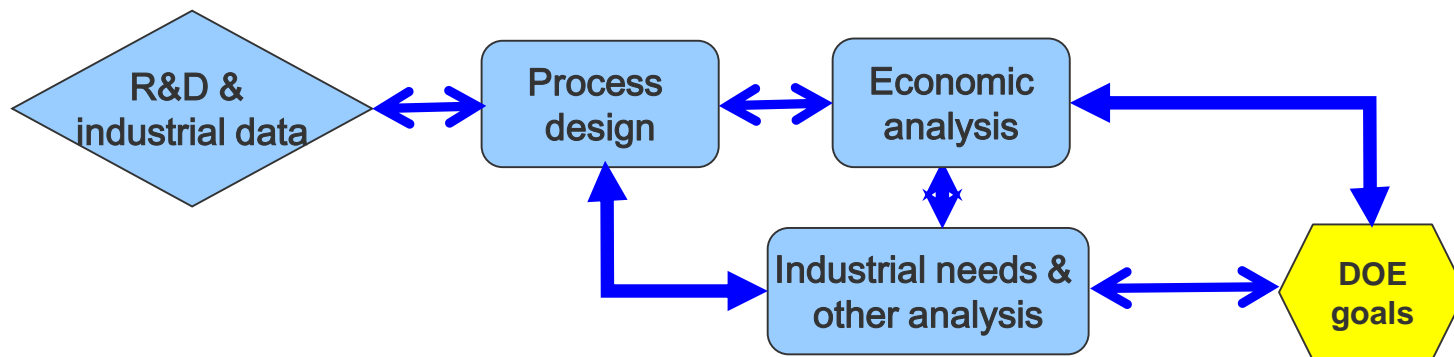 R&D &
industrial data
Process
design
Economic
analysis
Industrial needs &
other analysis
DOE
goals